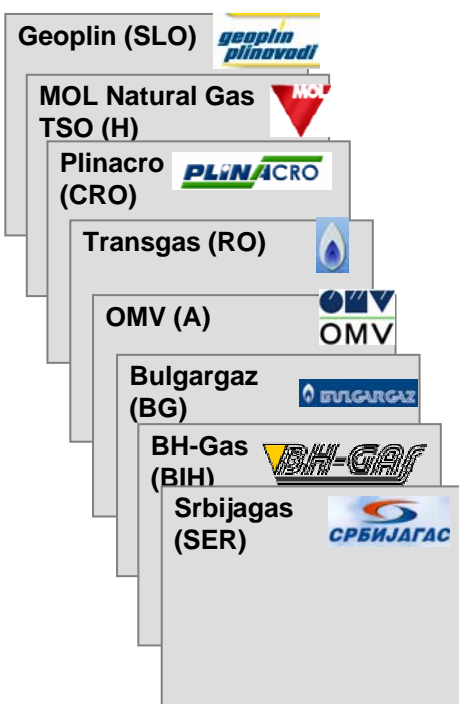 Geoplin (SLO)
geoplin
plinovodi
MOL Natural Gas
TSO (H)
MOL
Plinacro
(CRO)
PLINACRO
Transgas (RO)
OMV (A)
OMV
OMV
Bulgargaz
(BG)
BULGARGAZ
BH-Gas
(BIH)
BH-GAS
Srbijagas
(SER)
СРБИЈАГАС